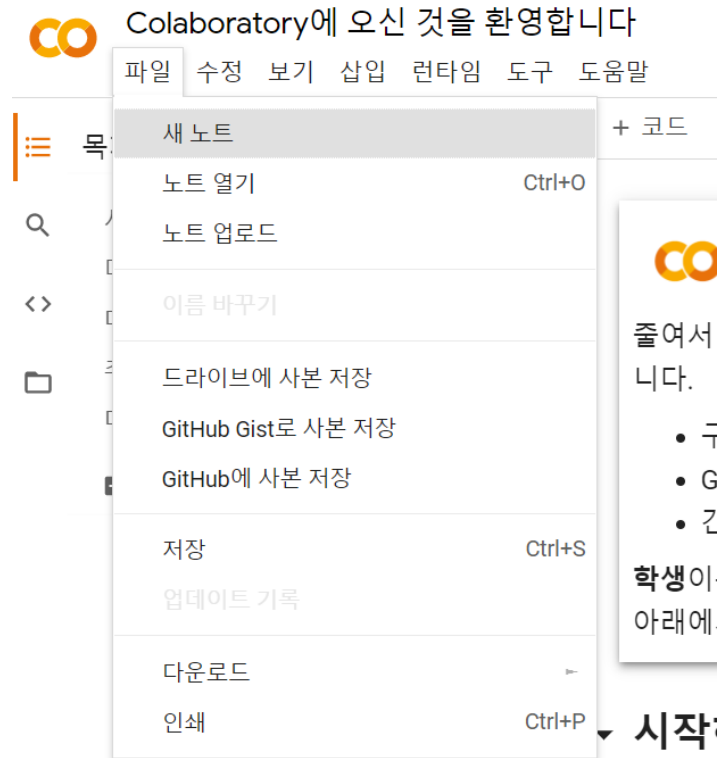 Colaboratory에 오신 것을 환영합니다
파일 수정 보기 삽입 런타임 도구 도움말
새 노트
노트 열기 Ctrl+O
노트 업로드
이름 바꾸기
드라이브에 사본 저장
GitHub Gist로 사본 저장
GitHub에 사본 저장
저장 Ctrl+S
업데이트 기록
다운로드
인쇄 Ctrl+P
+ 코드
줄여서
니다.
G
학생이
아래에
시작